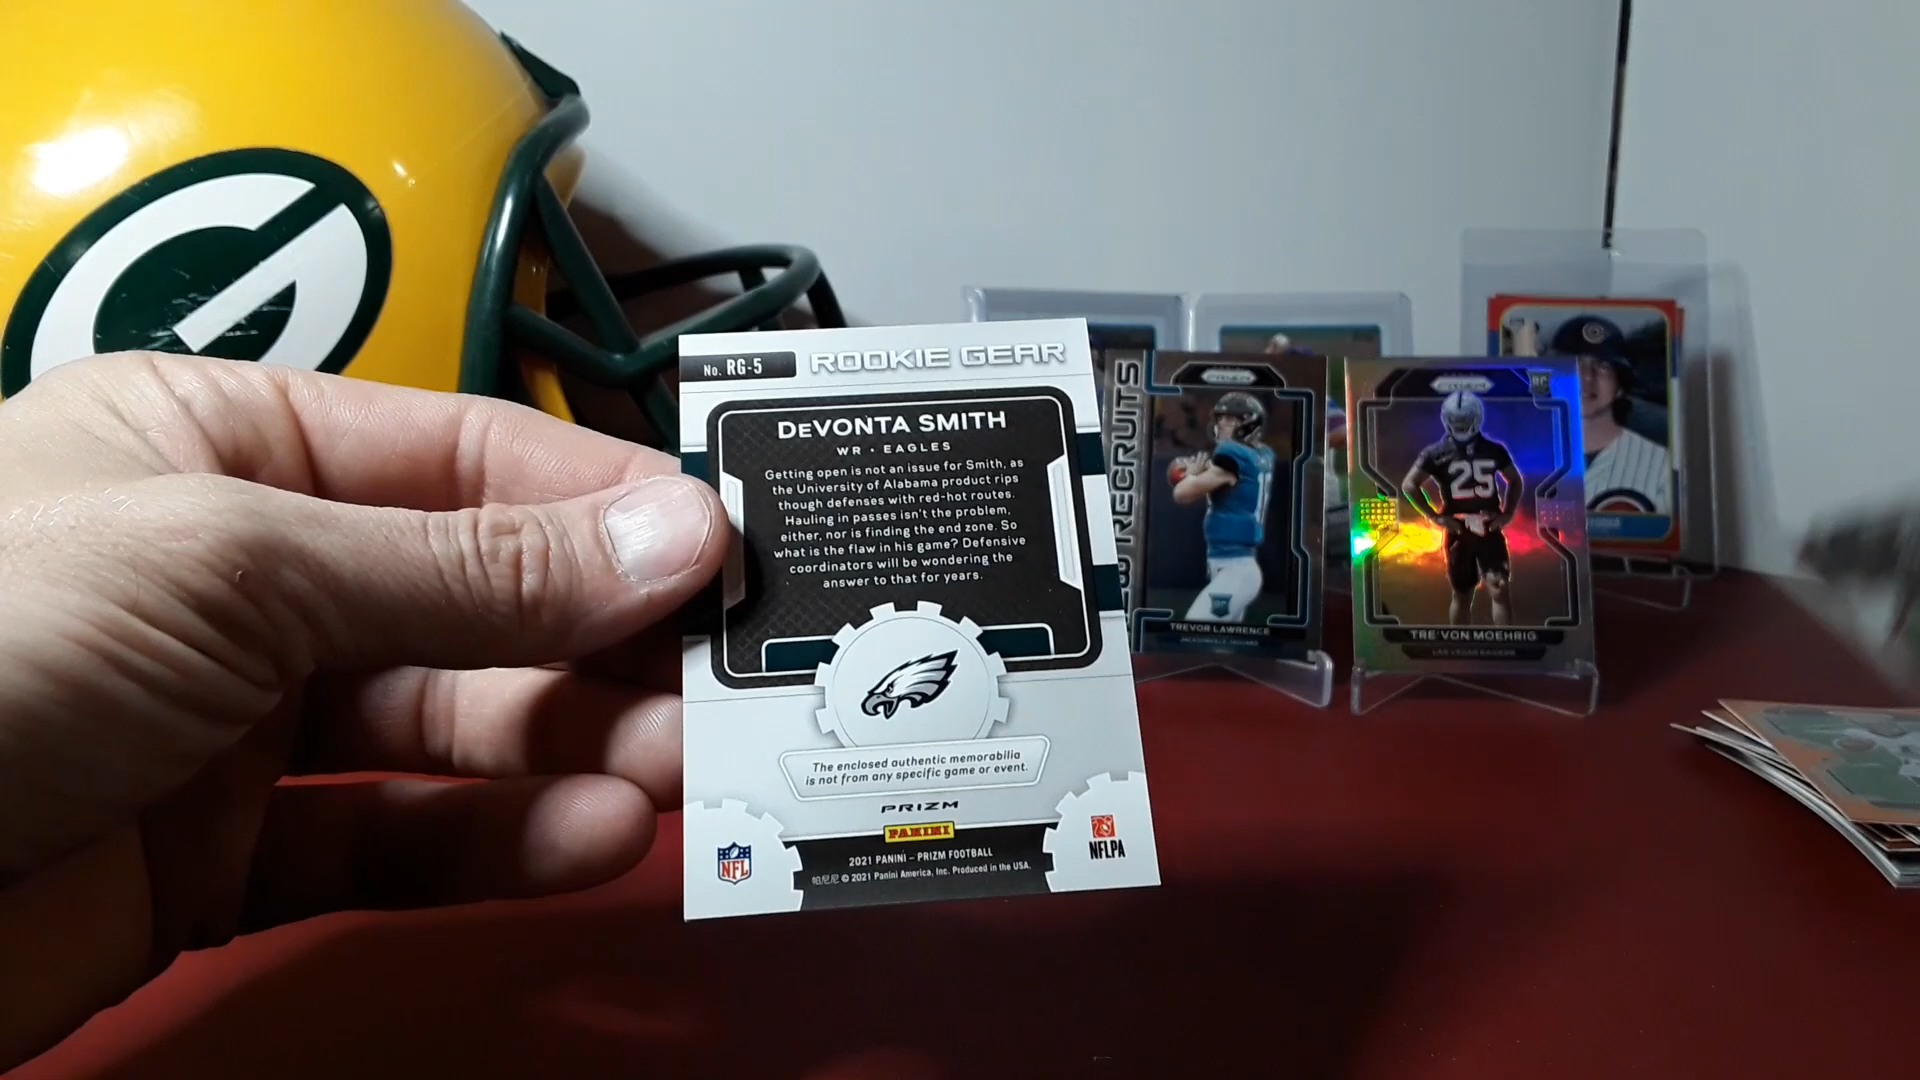 No. RG-5
ROOKIE GEAR
DEVONTA SMITH
WR • EAGLES
Getting open is not an issue for Smith, as
the University of Alabama product rips
though defenses with red-hot routes.
Hauling in passes isn't the problem,
either, nor is finding the end zone. So
what is the flaw in his game? Defensive
coordinators will be wondering the
answer to that for years.
The enclosed authentic memorabilia
is not from any specific game or event.
PRIZM
PANINI
2021 PANINI – PRIZM FOOTBALL
帕尼尼 © 2021 Panini America, Inc. Produced in the USA.
NFL
NFLPA
G
RECRUITS
PRIZM
TREVOR LAWRENCE
JACKSONVILLE JAGUARS
PRIZM
RC
25
TRE'VON MOEHRIG
LAS VEGAS RAIDERS